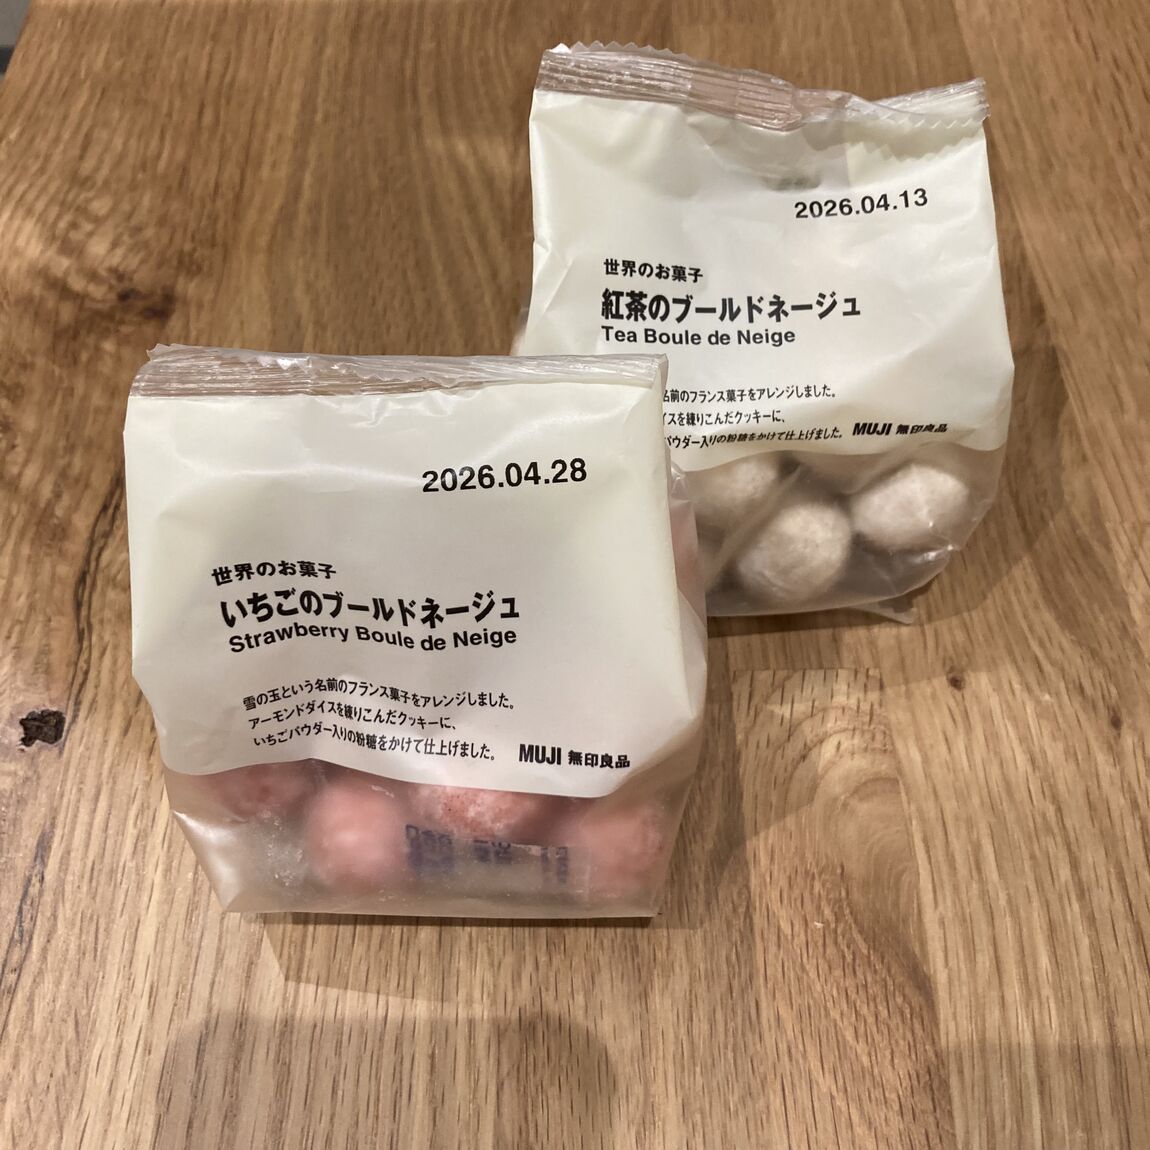 2026.04.13
世界のお菓子
紅茶のブールドネージュ
Tea Boule de Neige
名前のフランス菓子をアレンジしました。
イスを練りこんだクッキーに、
パウダー入りの粉糖をかけて仕上げました。 MUJI 無印良品
2026.04.28
世界のお菓子
いちごのブールドネージュ
Strawberry Boule de Neige
雪の玉という名前のフランス菓子をアレンジしました。
アーモンドダイスを練りこんだクッキーに、
いちごパウダー入りの粉糖をかけて仕上げました。 MUJI 無印良品